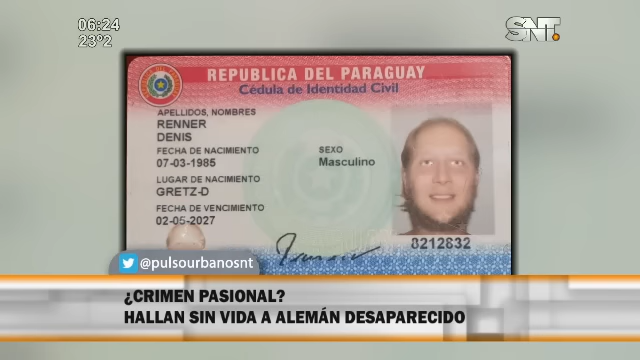 06:24
23°2
SNT.
REPUBLICA DEL PARAGUAY
Cédula de Identidad Civil
APELLIDOS, NOMBRES
RENNER
DENIS
FECHA DE NACIMIENTO
07-03-1985
SEXO
Masculino
LUGAR DE NACIMIENTO
GRETZ-D
FECHA DE VENCIMIENTO
02-05-2027
8212832
@pulsourbanosnt
¿CRIMEN PASIONAL?
HALLAN SIN VIDA A ALEMÁN DESAPARECIDO